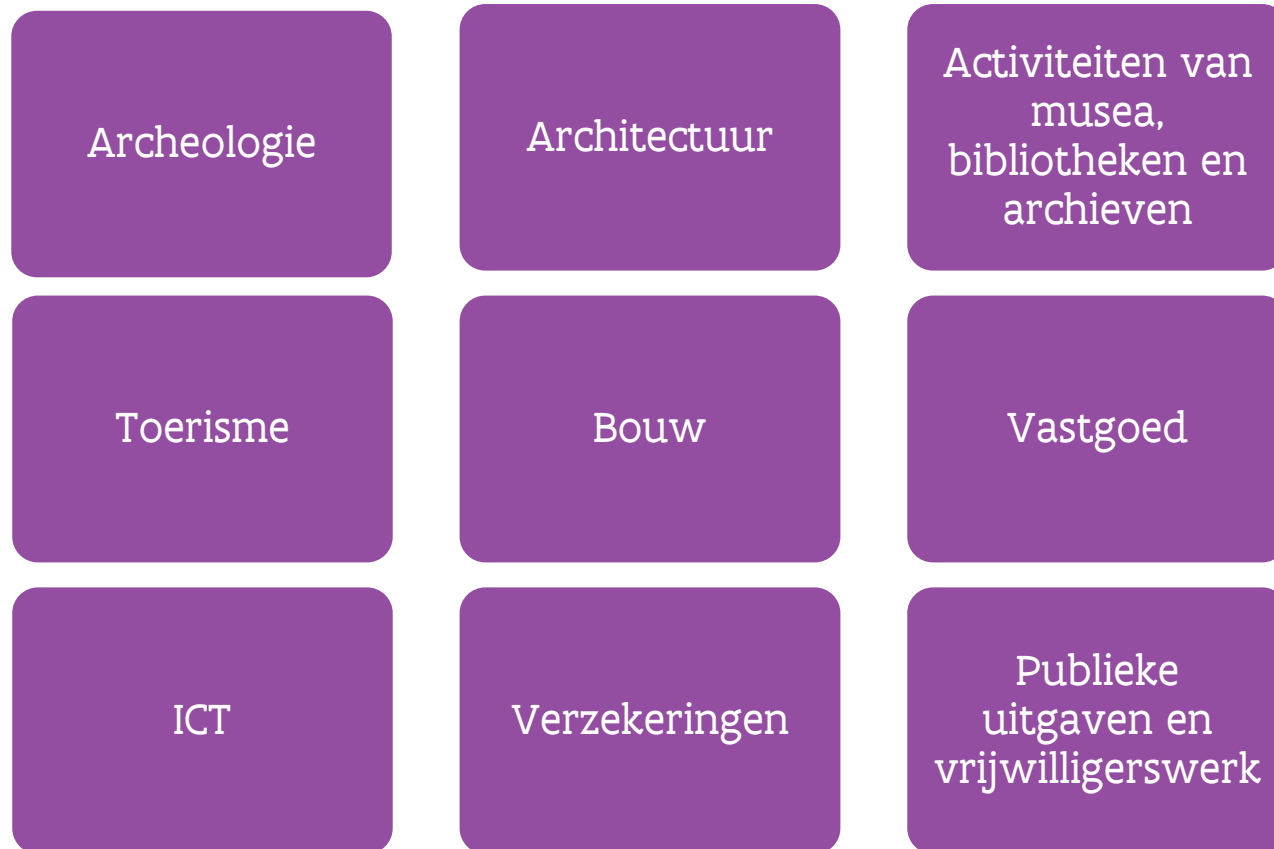 Archeologie
Architectuur
Activiteiten van
musea,
bibliotheken en
archieven
Toerisme
Bouw
Vastgoed
ICT
Verzekeringen
Publieke
uitgaven en
vrijwilligerswerk